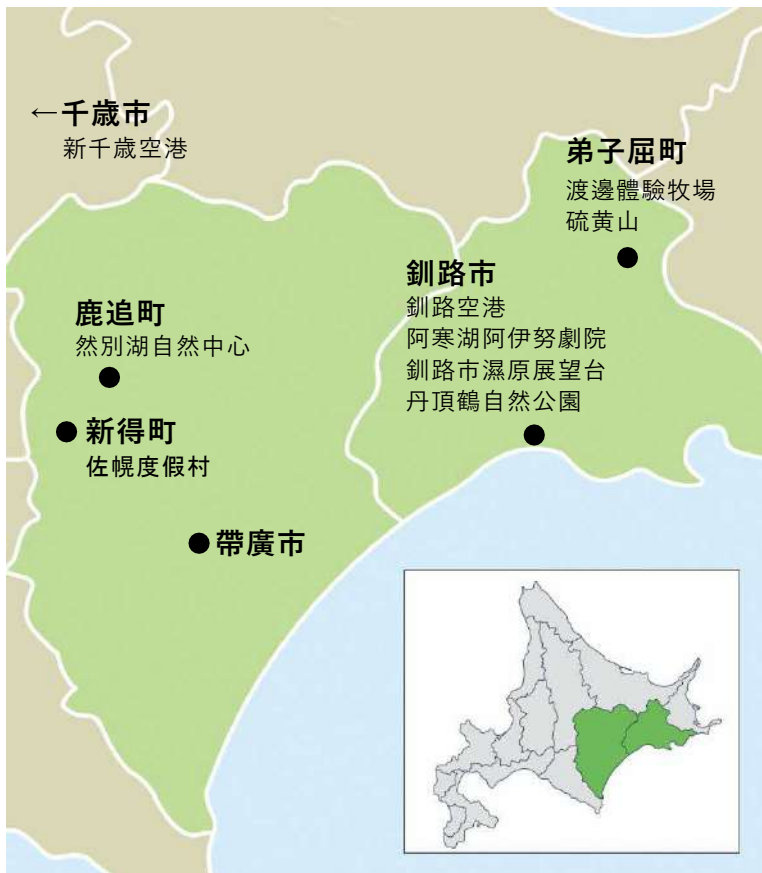 ←千歳市
新千歳空港
弟子屈町
渡邊體驗牧場
硫黄山
釧路市
釧路空港
阿寒湖阿伊努劇院
釧路市濕原展望台
丹頂鶴自然公園
鹿追町
然別湖自然中心
新得町
佐幌度假村
帶廣市